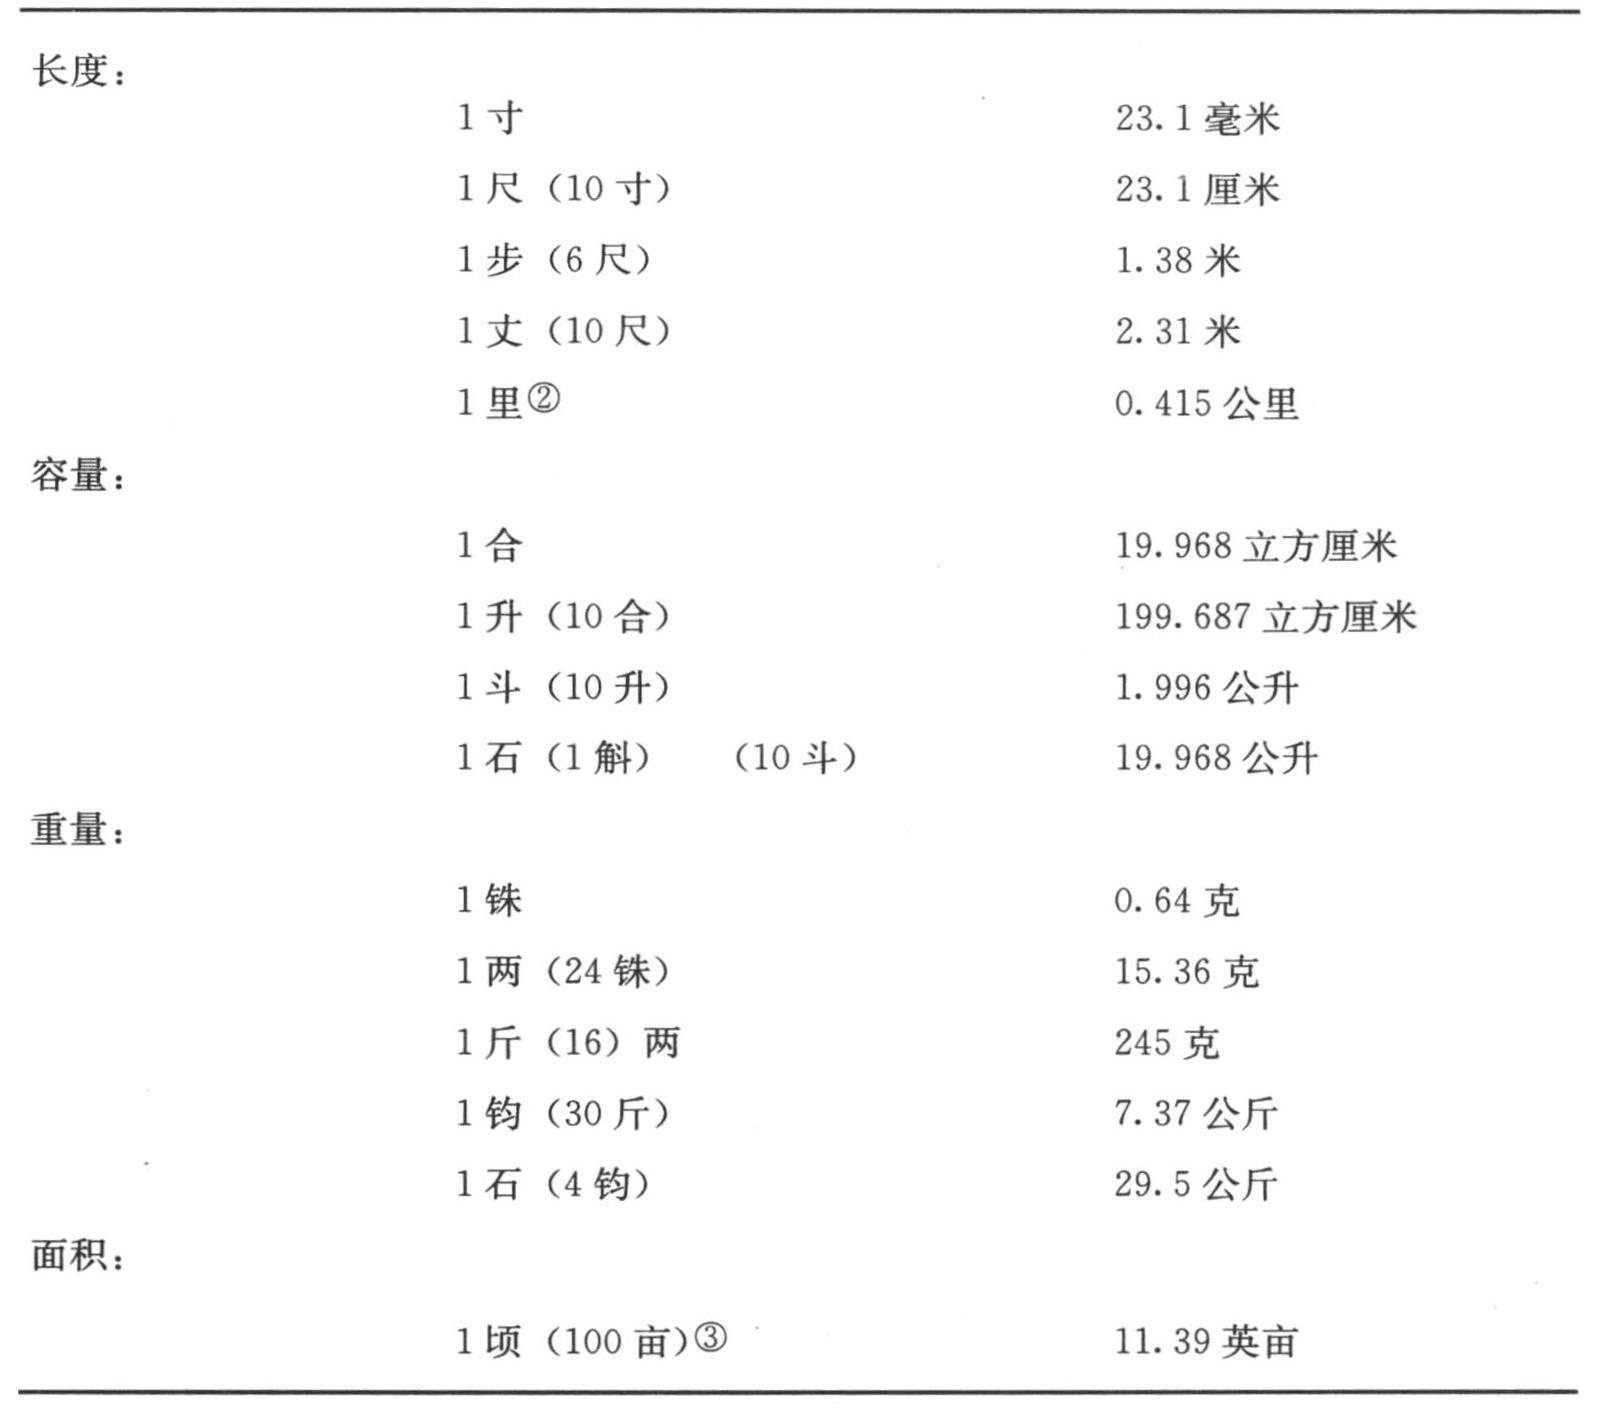 长度：
1寸 23.1毫米
1尺（10寸） 23.1厘米
1步（6尺） 1.38米
1丈（10尺） 2.31米
1里② 0.415公里
容量：
1合 19.968立方厘米
1升（10合） 199.687立方厘米
1斗（10升） 1.996公升
1石（1斛） （10斗） 19.968公升
重量：
1铢 0.64克
1两（24铢） 15.36克
1斤（16）两 245克
1钧（30斤） 7.37公斤
1石（4钧） 29.5公斤
面积：
1顷（100亩）③ 11.39英亩